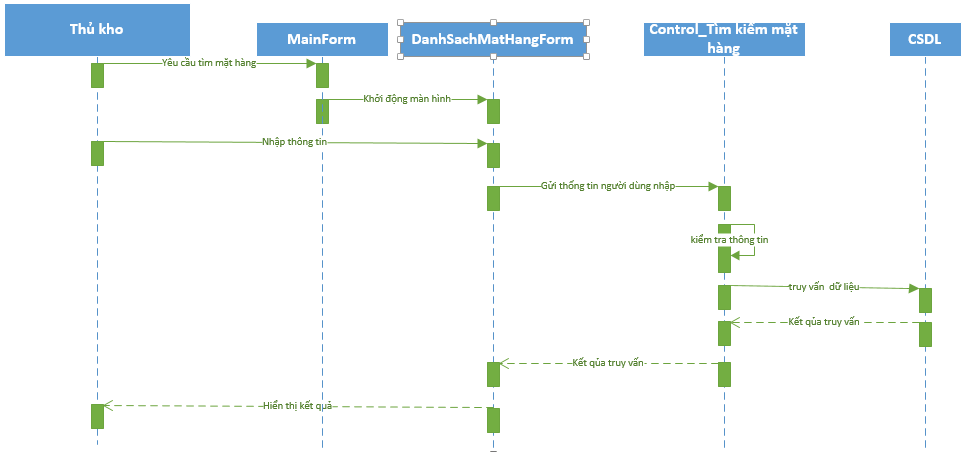 Thủ kho
MainForm
DanhSachMatHangForm
Control_Tìm kiếm mặt
hàng
CSDL
Yêu cầu tìm mặt hàng
Khởi động màn hình
Nhập thông tin
Gửi thống tin người dùng nhập
kiểm tra thông tin
truy vấn dữ liệu
Kết qủa truy vấn
Kết qủa truy vấn
Hiển thị kết quả